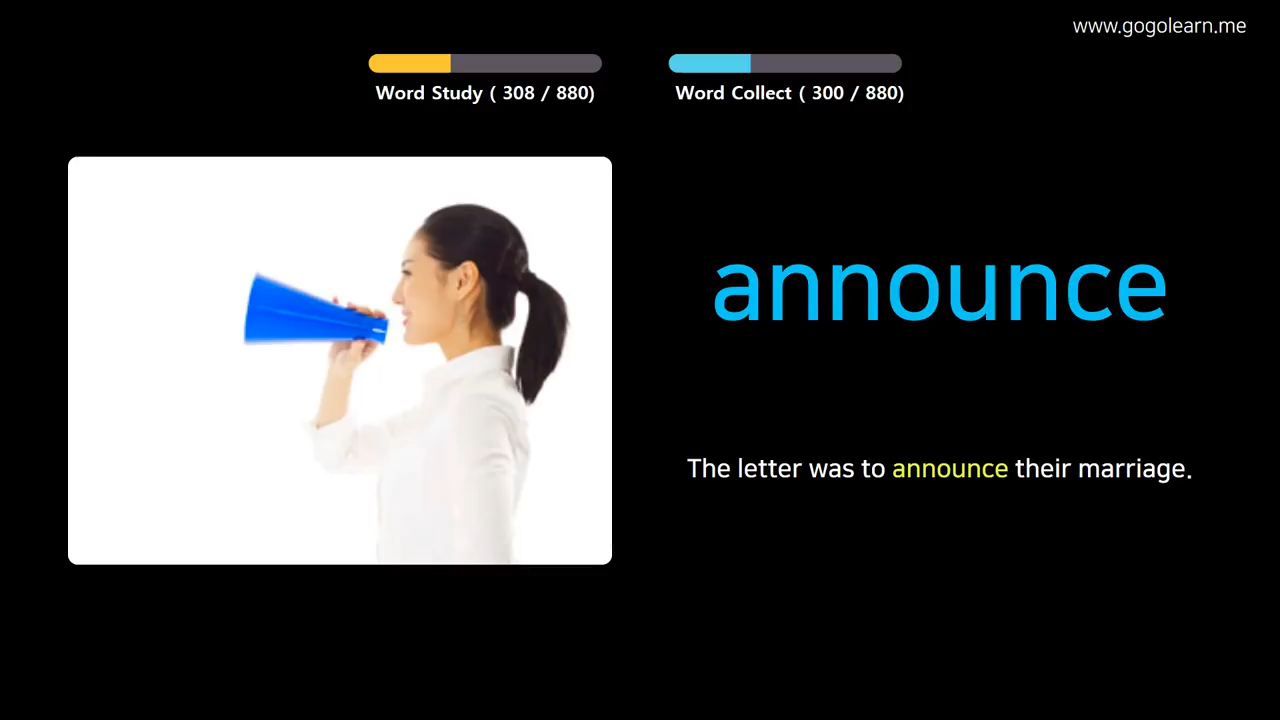 www.gogolearn.me
Word Study ( 308 / 880)
Word Collect ( 300 / 880)
announce
The letter was to announce their marriage.